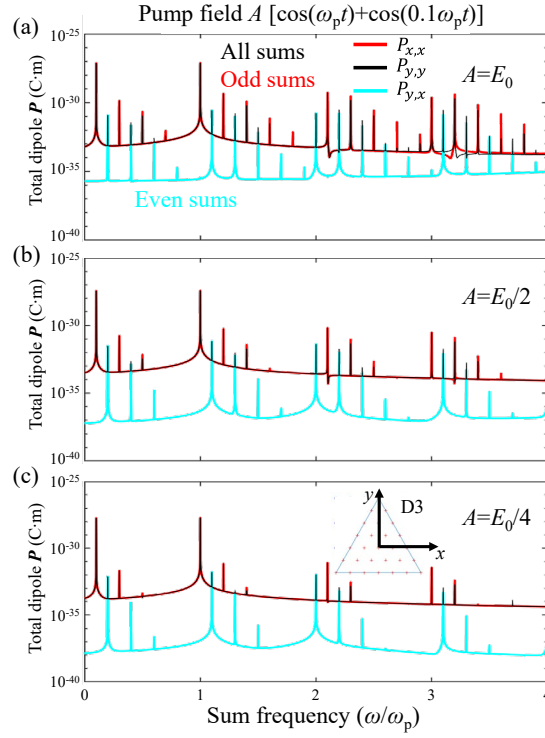 Pump field A [cos(ωpt)+cos(0.1ωpt)]
(a)
10⁻²⁵
10⁻³⁰
10⁻³⁵
10⁻⁴⁰
Total dipole P (C·m)
All sums
Odd sums
Even sums
Px,x
Py,y
Py,x
A=E0
(b)
10⁻²⁵
10⁻³⁰
10⁻³⁵
10⁻⁴⁰
Total dipole P (C·m)
A=E0/2
(c)
10⁻²⁵
10⁻³⁰
10⁻³⁵
10⁻⁴⁰
Total dipole P (C·m)
y
D3
x
A=E0/4
0 1 2 3 4
Sum frequency (ω/ωp)